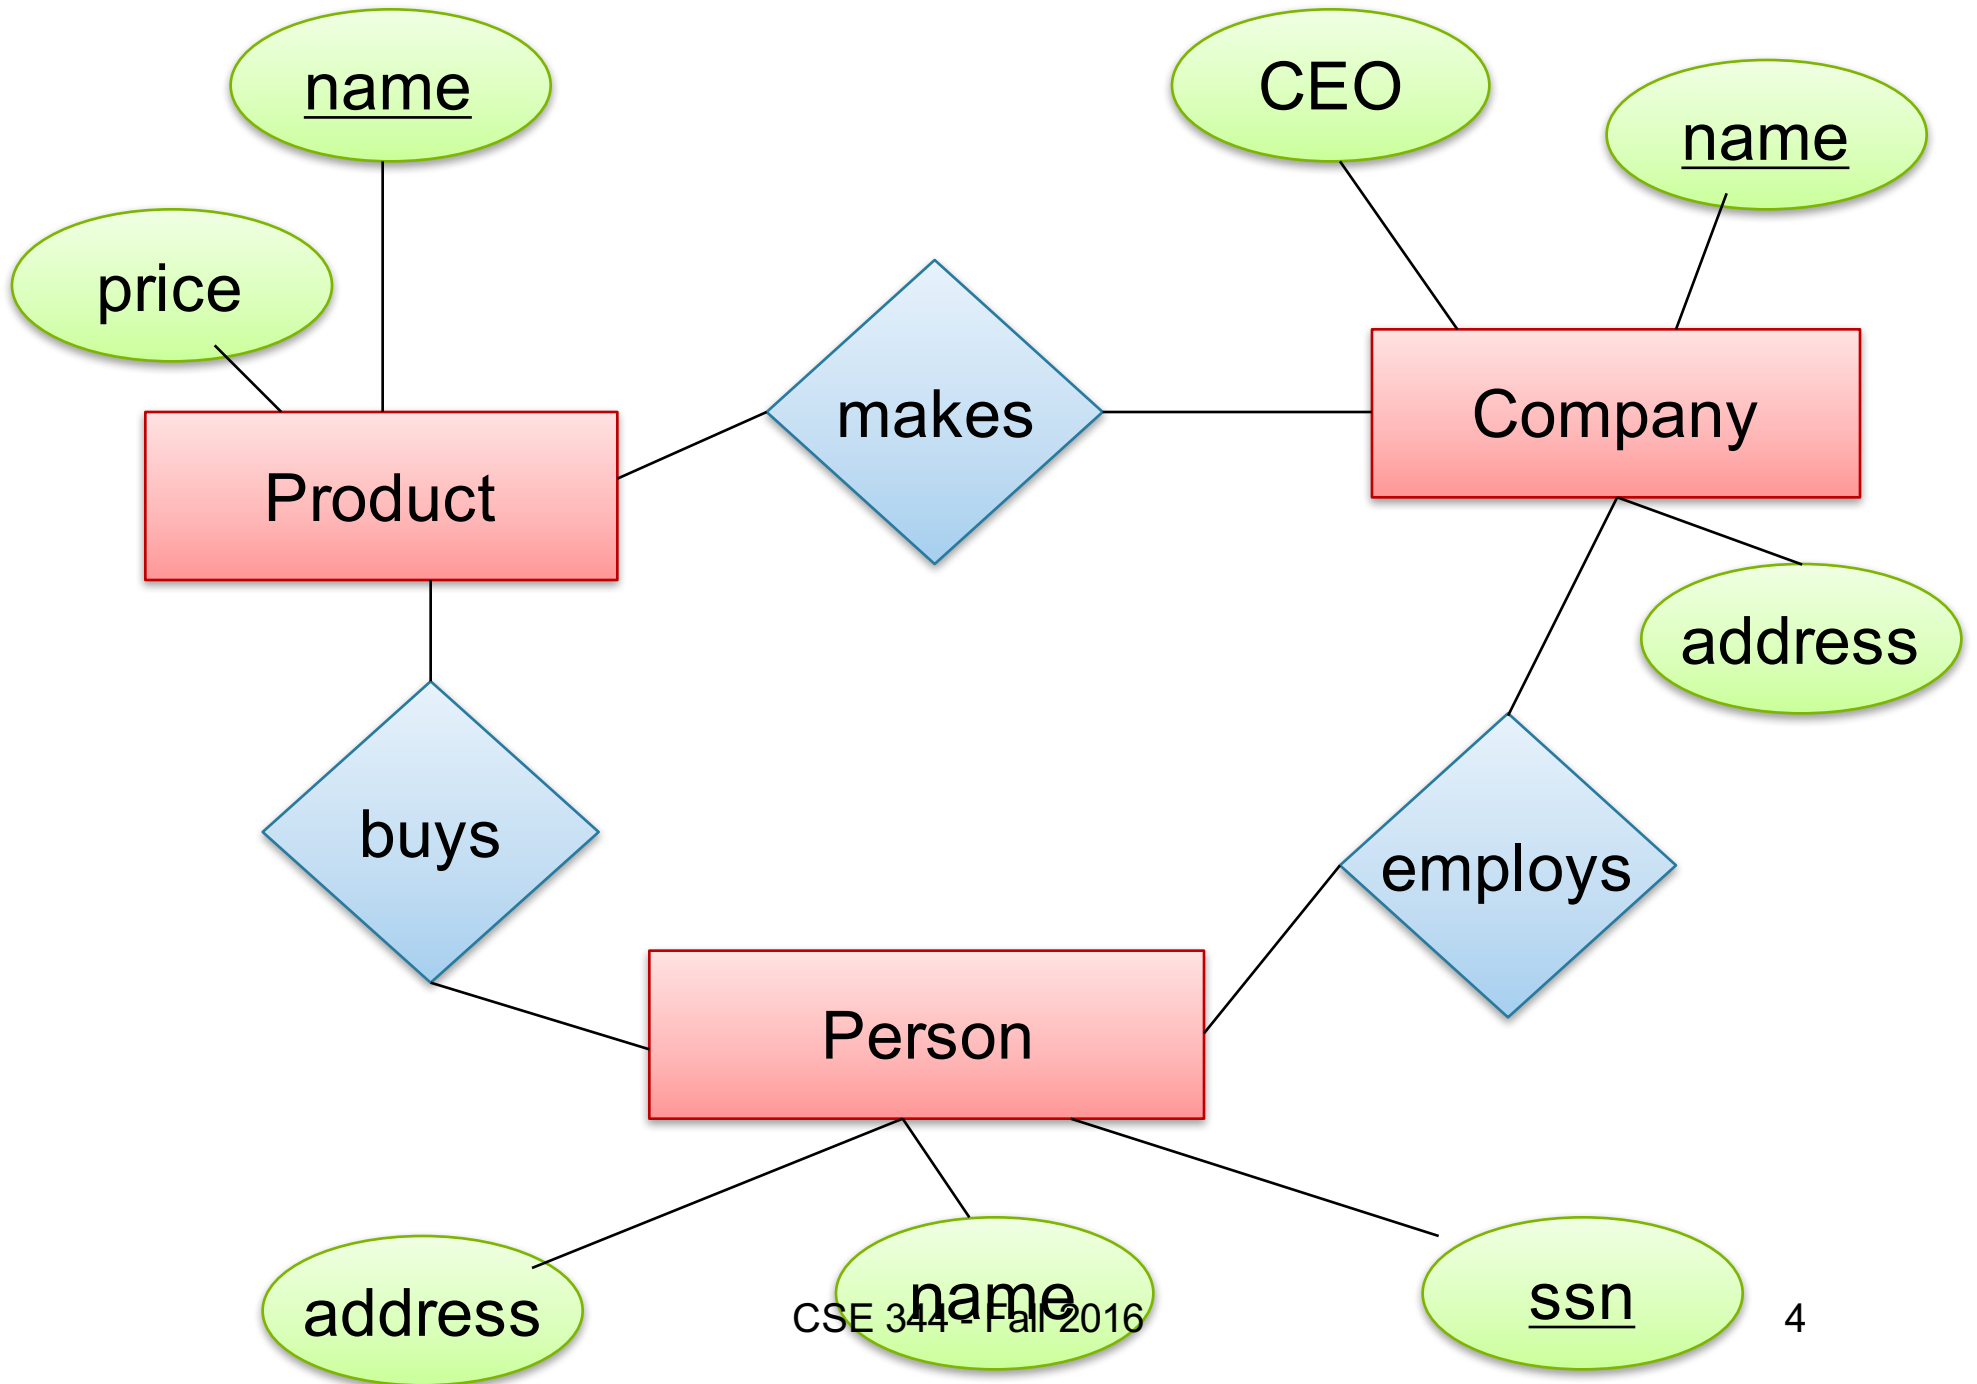 name
CEO
name
price
makes
Company
Product
address
buys
employs
Person
address
name
ssn
CSE 344 - Fall 2016
4